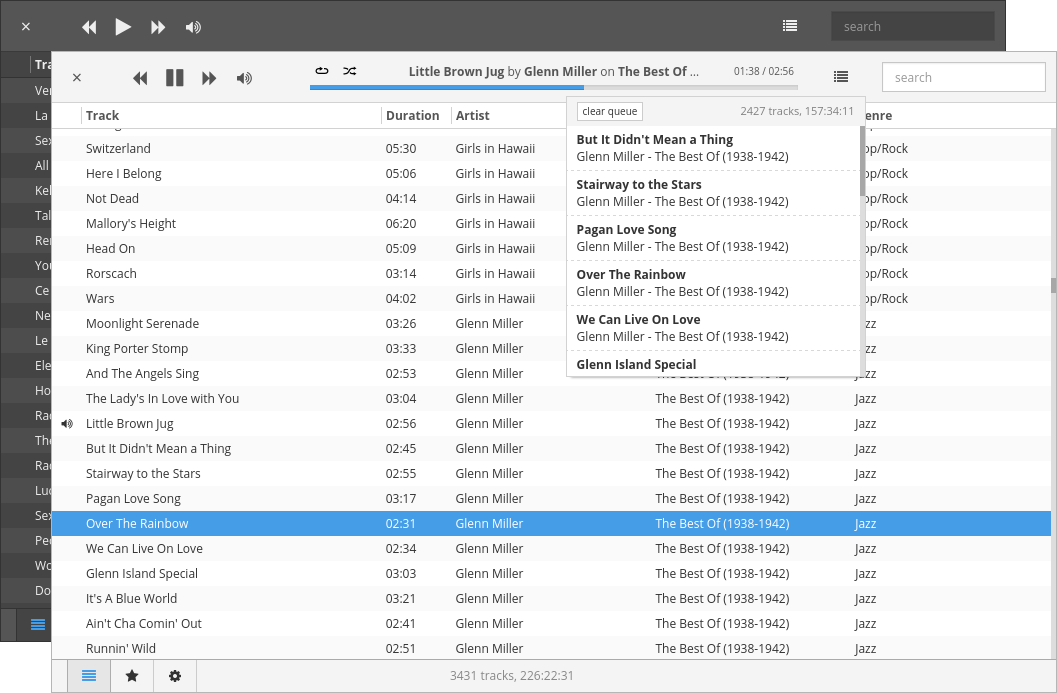 search
Tra
Ver
La
Sex
All
Kel
Tal
Rer
You
Ce
Ne
Le
Ele
Ho
Rac
The
Rac
Luc
Sex
Pec
Wo
Do
Little Brown Jug by Glenn Miller on The Best Of ...
01:38 / 02:56
search
Track Duration Artist enre
Switzerland 05:30 Girls in Hawaii op/Rock
Here I Belong 05:06 Girls in Hawaii op/Rock
Not Dead 04:14 Girls in Hawaii op/Rock
Mallory's Height 06:20 Girls in Hawaii op/Rock
Head On 05:09 Girls in Hawaii op/Rock
Rorscach 03:14 Girls in Hawaii op/Rock
Wars 04:02 Girls in Hawaii op/Rock
Moonlight Serenade 03:26 Glenn Miller zz
King Porter Stomp 03:33 Glenn Miller zz
And The Angels Sing 02:53 Glenn Miller The Best Of (1938-1942) Jazz
The Lady's In Love with You 03:04 Glenn Miller The Best Of (1938-1942) Jazz
Little Brown Jug 02:56 Glenn Miller The Best Of (1938-1942) Jazz
But It Didn't Mean a Thing 02:45 Glenn Miller The Best Of (1938-1942) Jazz
Stairway to the Stars 02:55 Glenn Miller The Best Of (1938-1942) Jazz
Pagan Love Song 03:17 Glenn Miller The Best Of (1938-1942) Jazz
Over The Rainbow 02:31 Glenn Miller The Best Of (1938-1942) Jazz
We Can Live On Love 02:34 Glenn Miller The Best Of (1938-1942) Jazz
Glenn Island Special 03:03 Glenn Miller The Best Of (1938-1942) Jazz
It's A Blue World 03:21 Glenn Miller The Best Of (1938-1942) Jazz
Ain't Cha Comin' Out 02:41 Glenn Miller The Best Of (1938-1942) Jazz
Runnin' Wild 02:51 Glenn Miller The Best Of (1938-1942) Jazz
clear queue 2427 tracks, 157:34:11
But It Didn't Mean a Thing
Glenn Miller - The Best Of (1938-1942)
Stairway to the Stars
Glenn Miller - The Best Of (1938-1942)
Pagan Love Song
Glenn Miller - The Best Of (1938-1942)
Over The Rainbow
Glenn Miller - The Best Of (1938-1942)
We Can Live On Love
Glenn Miller - The Best Of (1938-1942)
Glenn Island Special
3431 tracks, 226:22:31